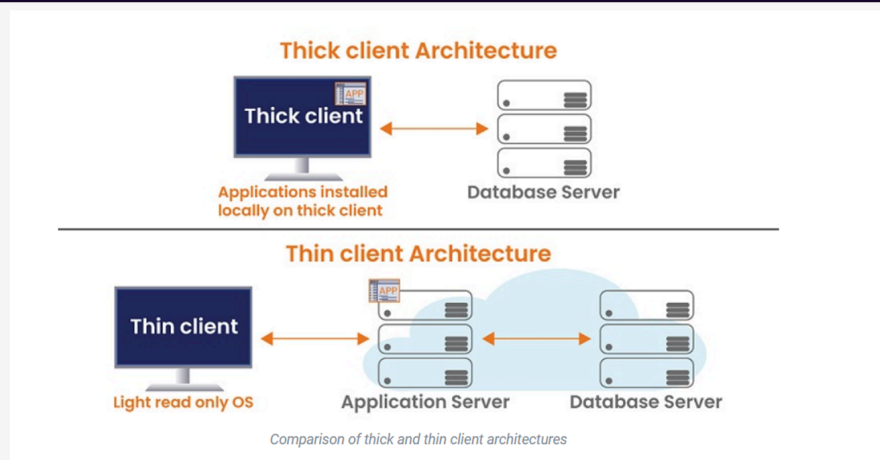 Thick client Architecture
APP
Thick client
Applications installed
locally on thick client
Database Server
Thin client Architecture
Thin client
Light read only OS
APP
Application Server
Database Server
Comparison of thick and thin client architectures